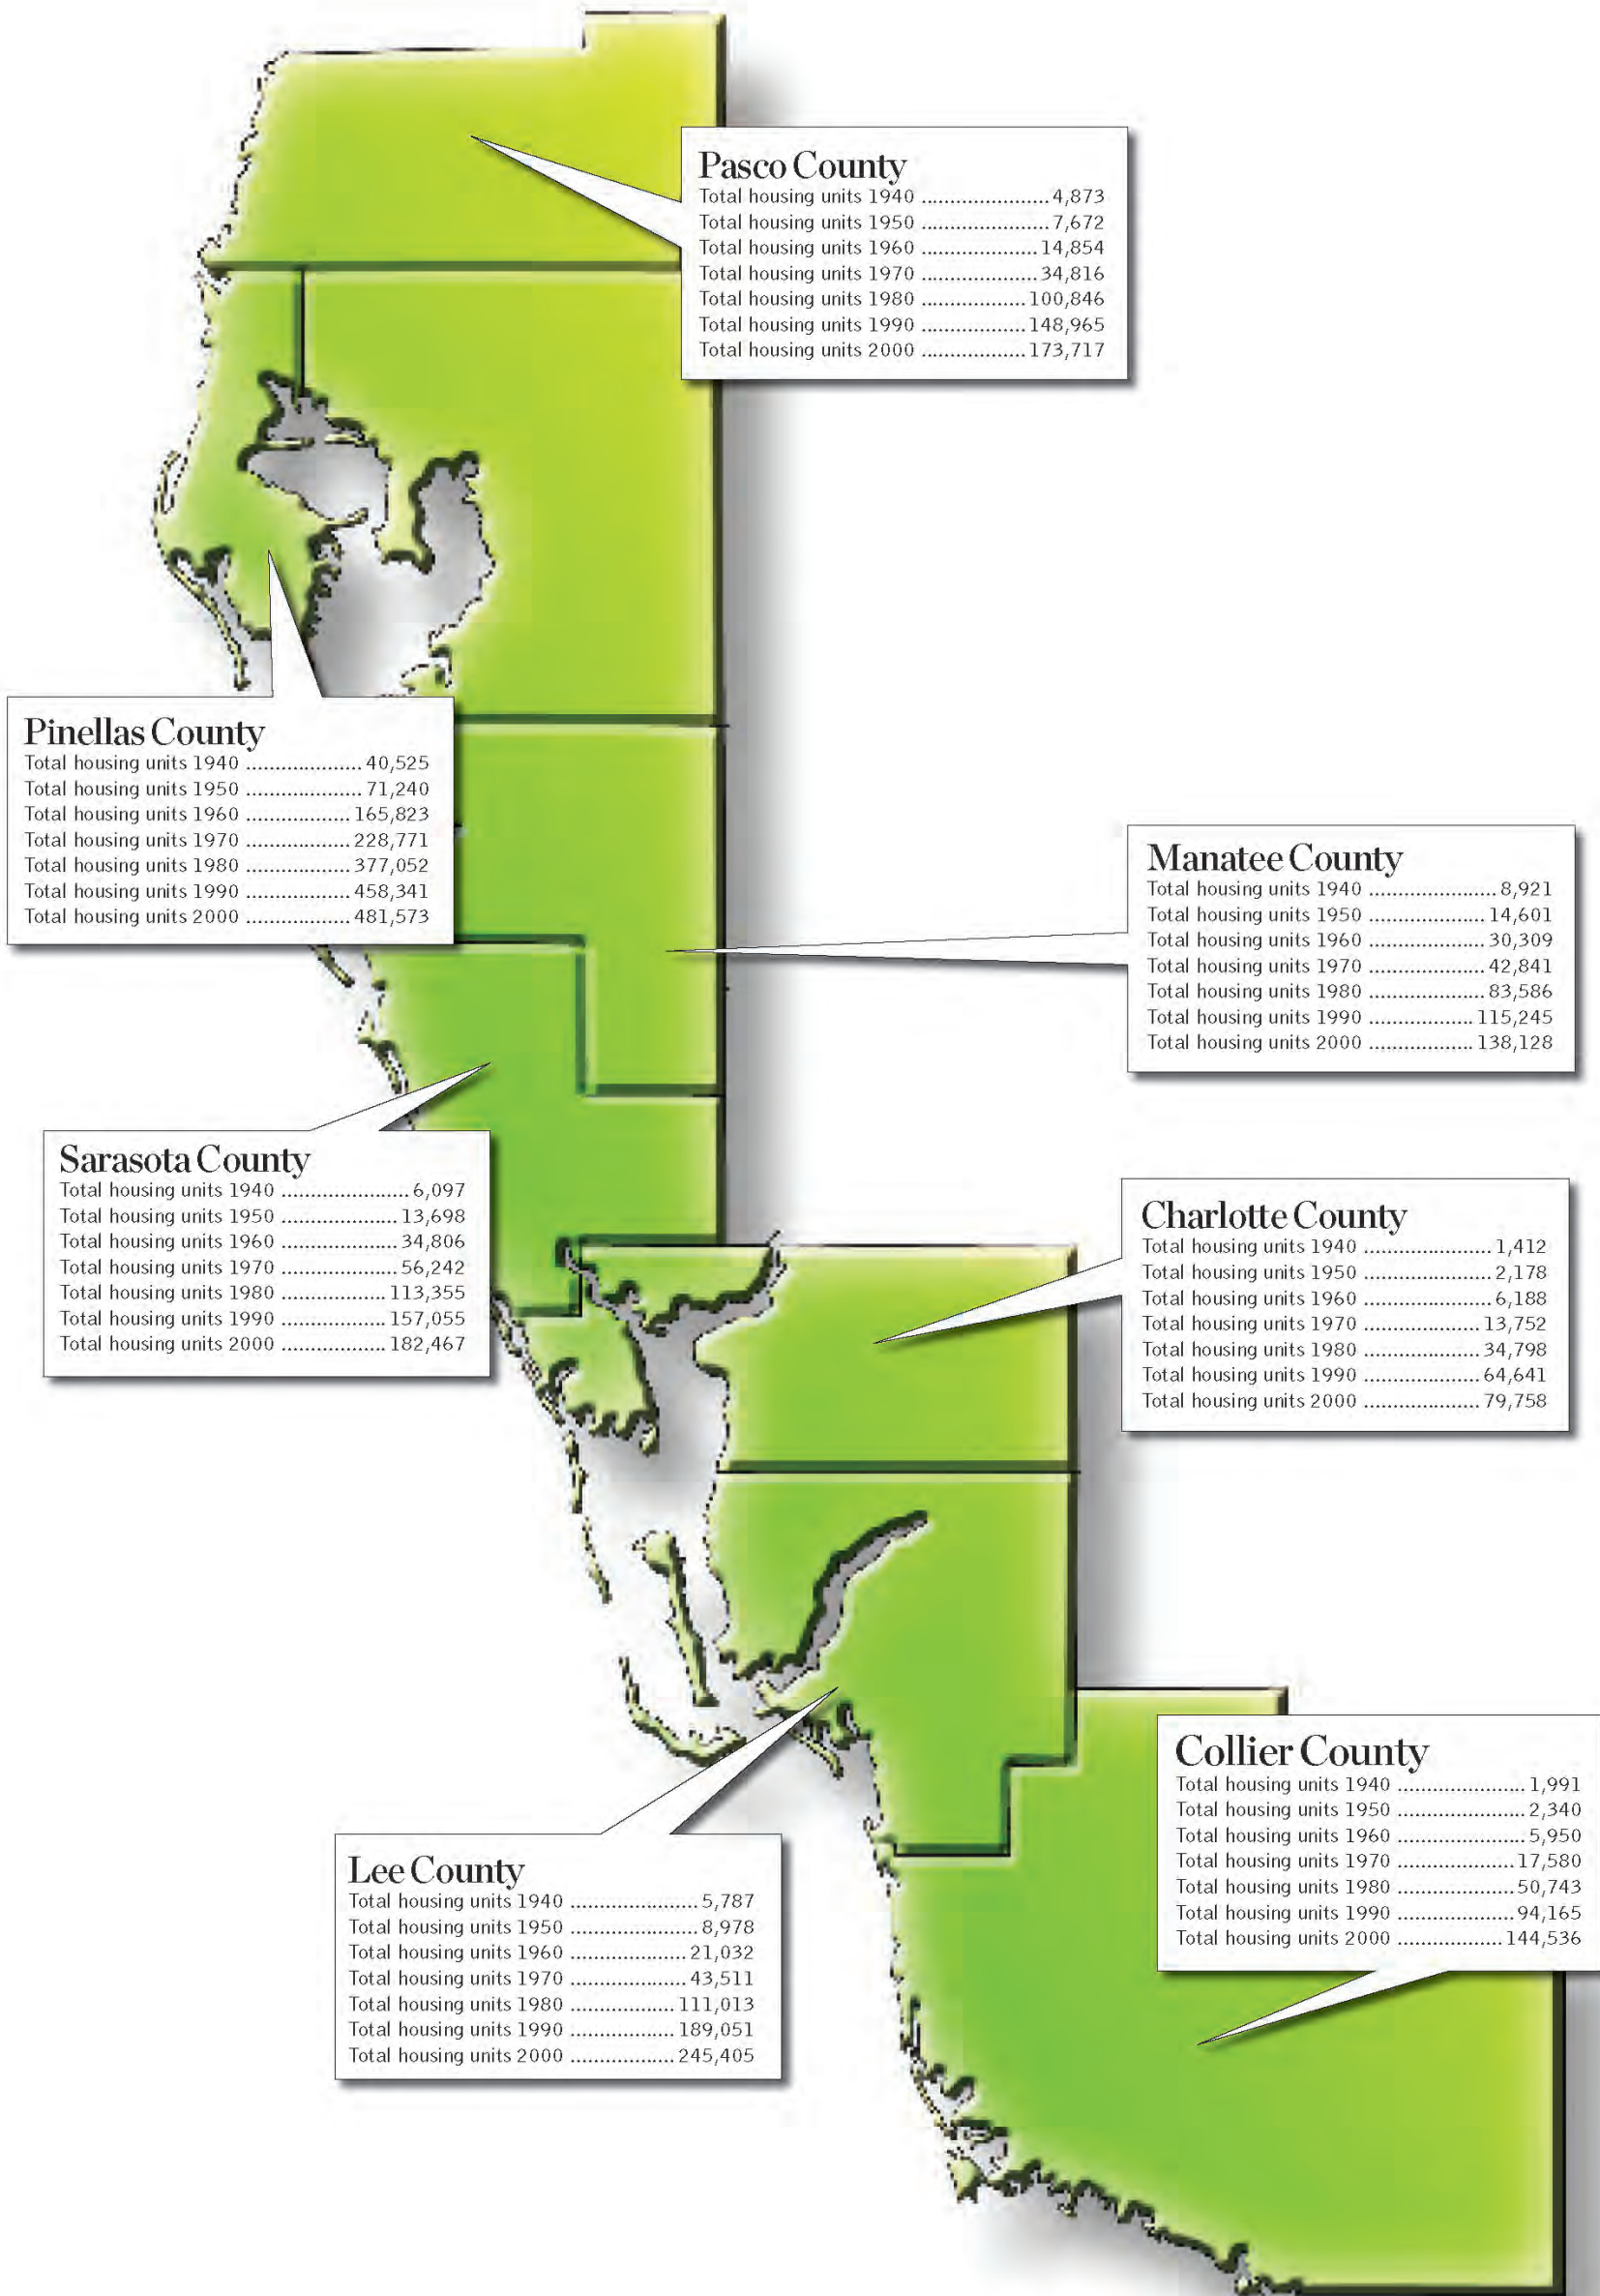 Pasco County
Total housing units 1940 ......................4,873
Total housing units 1950 ......................7,672
Total housing units 1960 .....................14,854
Total housing units 1970 .....................34,816
Total housing units 1980 ..................100,846
Total housing units 1990 ..................148,965
Total housing units 2000 ..................173,717
Pinellas County
Total housing units 1940 ....................40,525
Total housing units 1950 ....................71,240
Total housing units 1960 ..................165,823
Total housing units 1970 ..................228,771
Total housing units 1980 ..................377,052
Total housing units 1990 ..................458,341
Total housing units 2000 ..................481,573
Manatee County
Total housing units 1940 ......................8,921
Total housing units 1950 ....................14,601
Total housing units 1960 ....................30,309
Total housing units 1970 ....................42,841
Total housing units 1980 ....................83,586
Total housing units 1990 ..................115,245
Total housing units 2000 ..................138,128
Sarasota County
Total housing units 1940 ......................6,097
Total housing units 1950 ....................13,698
Total housing units 1960 ....................34,806
Total housing units 1970 ....................56,242
Total housing units 1980 ..................113,355
Total housing units 1990 ..................157,055
Total housing units 2000 ..................182,467
Charlotte County
Total housing units 1940 ......................1,412
Total housing units 1950 ......................2,178
Total housing units 1960 ......................6,188
Total housing units 1970 ....................13,752
Total housing units 1980 ....................34,798
Total housing units 1990 ....................64,641
Total housing units 2000 ....................79,758
Collier County
Total housing units 1940 ......................1,991
Total housing units 1950 ......................2,340
Total housing units 1960 ......................5,950
Total housing units 1970 ....................17,580
Total housing units 1980 ....................50,743
Total housing units 1990 ....................94,165
Total housing units 2000 ..................144,536
Lee County
Total housing units 1940 ......................5,787
Total housing units 1950 ......................8,978
Total housing units 1960 ....................21,032
Total housing units 1970 ....................43,511
Total housing units 1980 ..................111,013
Total housing units 1990 ..................189,051
Total housing units 2000 ..................245,405